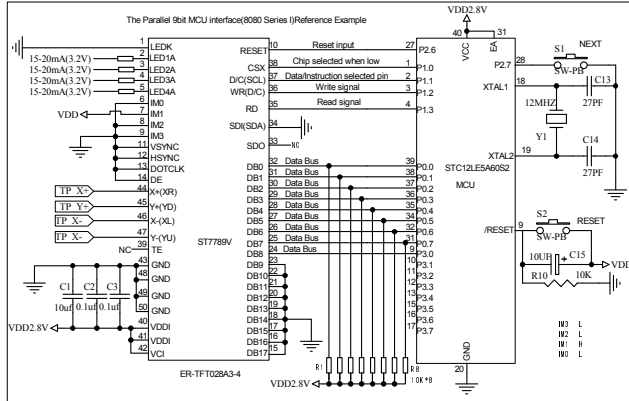 The Parallel 9bit MCU interface(8080 Series I)Reference Example
VDD2.8V
15-20mA(3.2V)
15-20mA(3.2V)
15-20mA(3.2V)
15-20mA(3.2V)
VDD
1 LEDK
2 LED1A
3 LED2A
4 LED3A
5 LED4A
6 IM0
7 IM1
8 IM2
9 IM3
11 VSYNC
12 HSYNC
13 DOTCLK
14 DE
TP X+ 44 X+(XR)
TP Y+ 45 Y+(YD)
TP X- 46 X-(XL)
TP X- 47 Y-(YU)
NC 39 TE
43 GND
48 GND
49 GND
50 GND
C1 C2 C3
10uf 0.1uf 0.1uf
VDD2.8V
40 VDDI
41 VDDI
42 VCI
ST7789V
ER-TFT028A3-4
RESET 10 Reset input 27 P2.6
CSX 38 Chip selected when low 1 P1.0
D/C(SCL) 37 Data/Instruction selected pin 2 P1.1
WR(D/C) 36 Write signal 3 P1.2
RD 35 Read signal 4 P1.3
SDI(SDA) 34
SDO 33 NC
DB0 32 Data Bus 39 P0.0
DB1 31 Data Bus 38 P0.1
DB2 30 Data Bus 37 P0.2
DB3 29 Data Bus 36 P0.3
DB4 28 Data Bus 35 P0.4
DB5 27 Data Bus 34 P0.5
DB6 26 Data Bus 33 P0.6
DB7 25 Data Bus 31 P0.7
DB8 24 Data Bus 9 P3.0
DB9 23
DB10 22
DB11 21
DB12 20
DB13 19
DB14 18
DB15 17
DB16 16
DB17 15
10 P3.1
P3.2
P3.3
P3.4
14 P3.5
15 P3.6
17 P3.7
R1 R8
10K*8
VDD2.8V
40 VCC
31 EA
P2.7 28
S1 NEXT
SW-PB
XTAL1 18
C13
27PF
12MHZ
Y1
XTAL2 19
C14
27PF
STC12LE5A60S2
MCU
/RESET 9
S2 RESET
SW-PB
10UF C15
R10 10K
VDD2.8V
GND
20
IM3 L
IM2 L
IM1 H
IM0 L